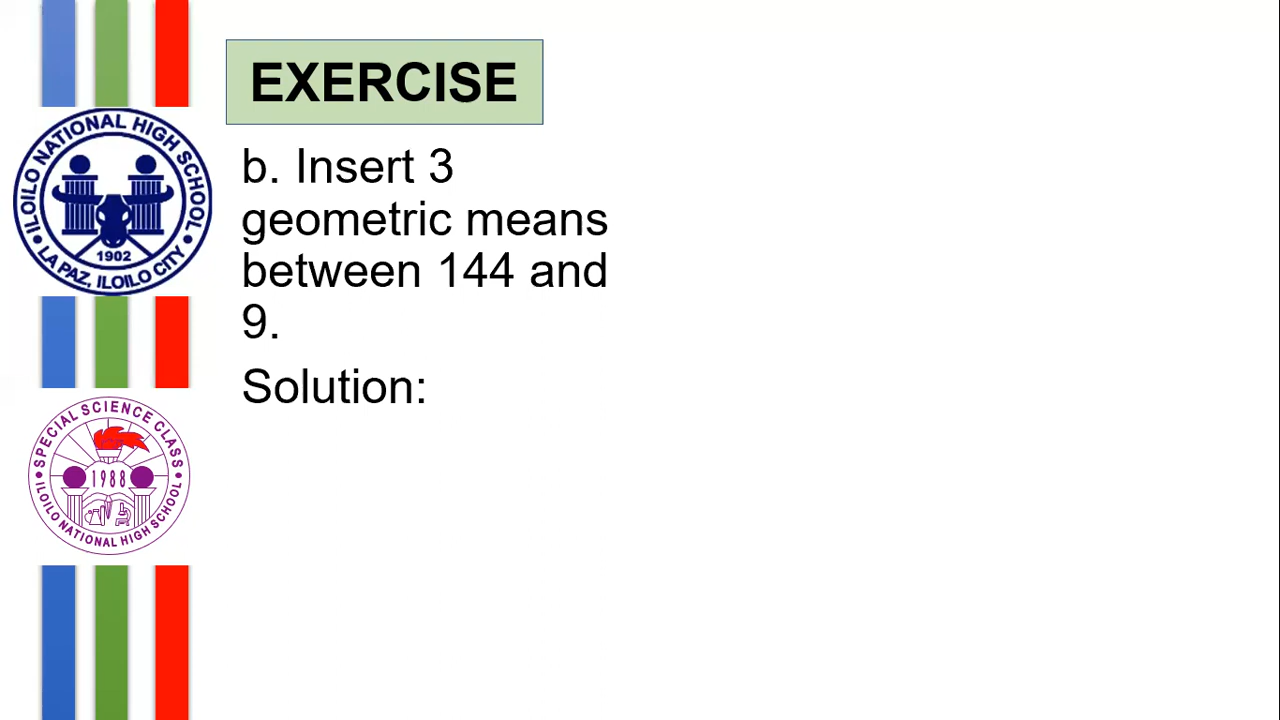 EXERCISE
b. Insert 3
geometric means
between 144 and
9.
Solution:
ILOILO NATIONAL HIGH SCHOOL
1902
LA PAZ, ILOILO CITY
SPECIAL SCIENCE CLASS
1988
ILOILO NATIONAL HIGH SCHOOL